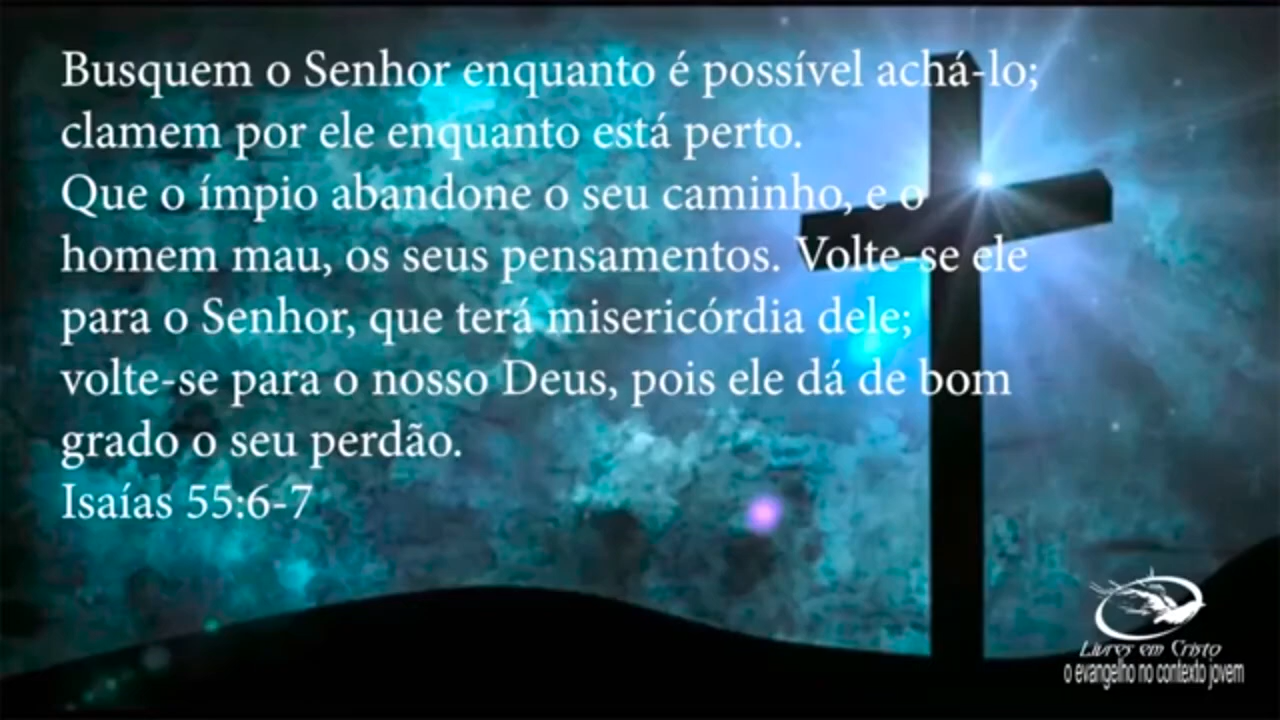 Busquem o Senhor enquanto é possível achá-lo;
clamem por ele enquanto está perto.
Que o ímpio abandone o seu caminho, e o
homem mau, os seus pensamentos. Volte-se ele
para o Senhor, que terá misericórdia dele;
volte-se para o nosso Deus, pois ele dá de bom
grado o seu perdão.
Isaías 55:6-7
Livres em Cristo
o evangelho no contexto jovem